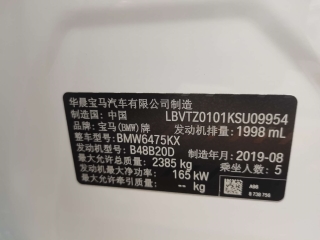 华晨宝马汽车有限公司制造
制造国: 中国 LBVTZ0101KSU09954
品牌: 宝马(BMW)牌 发动机排量: 1998 mL
整车型号: BMW6475KX
发动机型号: B48B20D 制造年月: 2019-08
最大允许总质量: 2385 kg 乘坐人数: 5
最大净功率: 165 kW
最大允许牵引质量: -- kg
A96
8 738 756